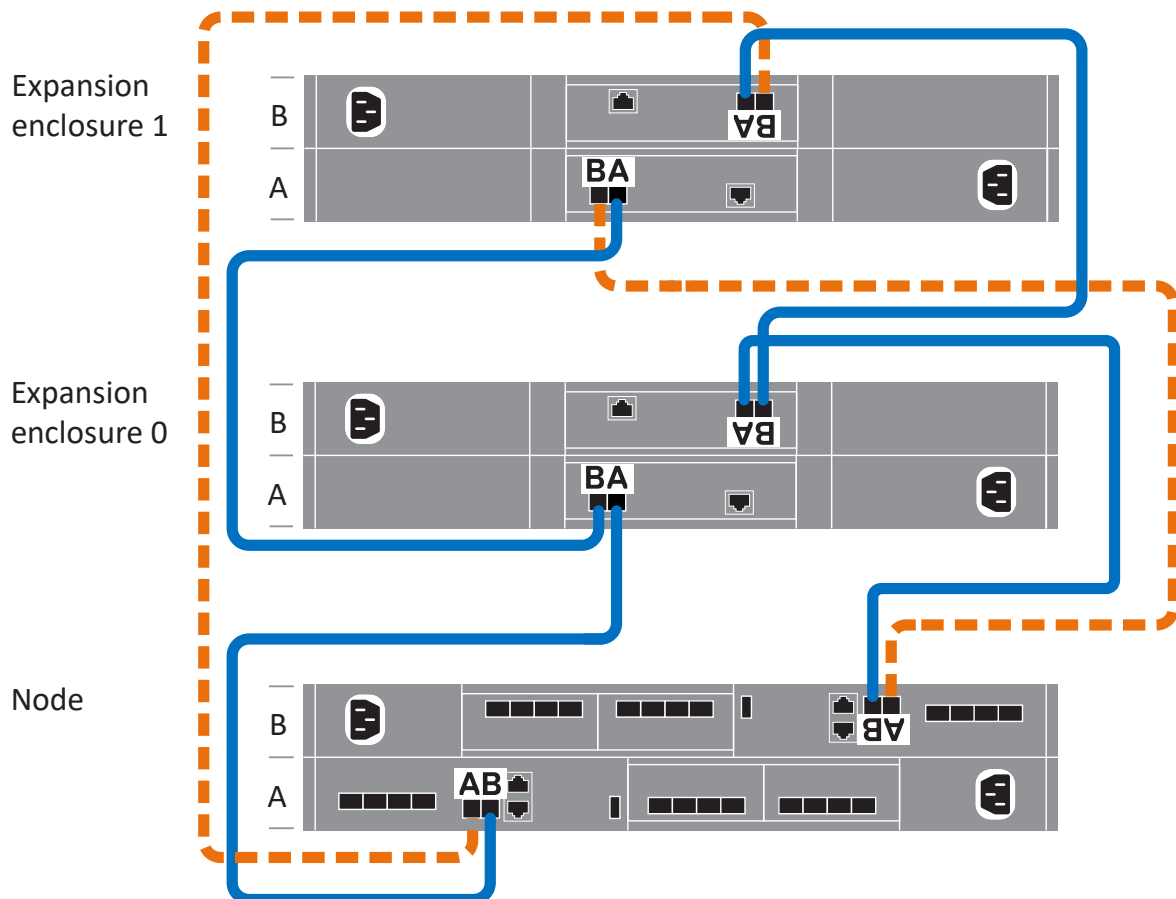 Expansion
enclosure 1
B
BA
A
BA
Expansion
enclosure 0
B
BA
A
BA
Node
B
AB
A
AB